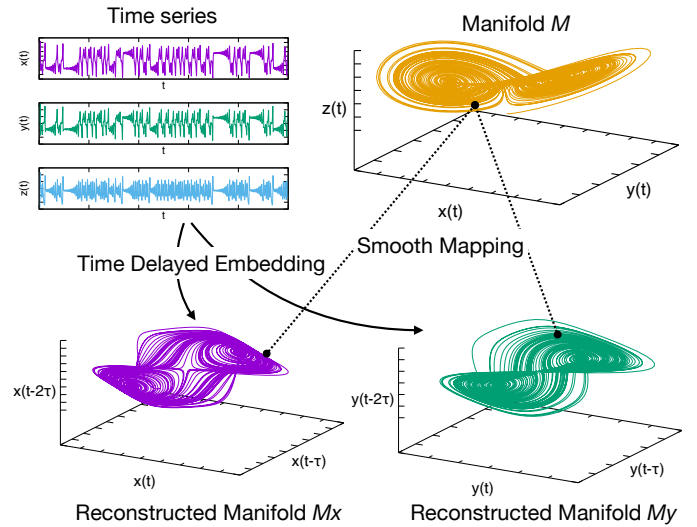 Time series
x(t)
t
y(t)
t
z(t)
t
Manifold M
z(t)
x(t)
y(t)
Time Delayed Embedding
Smooth Mapping
x(t-2τ)
x(t)
x(t-τ)
Reconstructed Manifold Mx
y(t-2τ)
y(t)
y(t-τ)
Reconstructed Manifold My